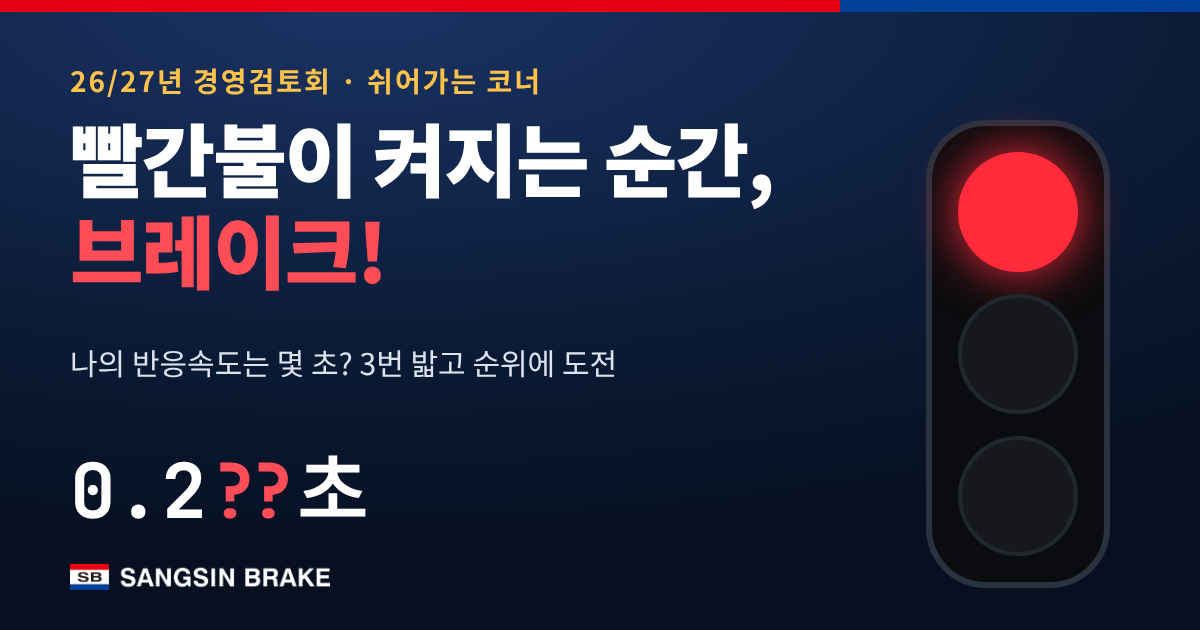 26/27년 경영검토회 · 쉬어가는 코너
빨간불이 켜지는 순간,
브레이크!
나의 반응속도는 몇 초? 3번 밟고 순위에 도전
0.2??초
SB SANGSIN BRAKE